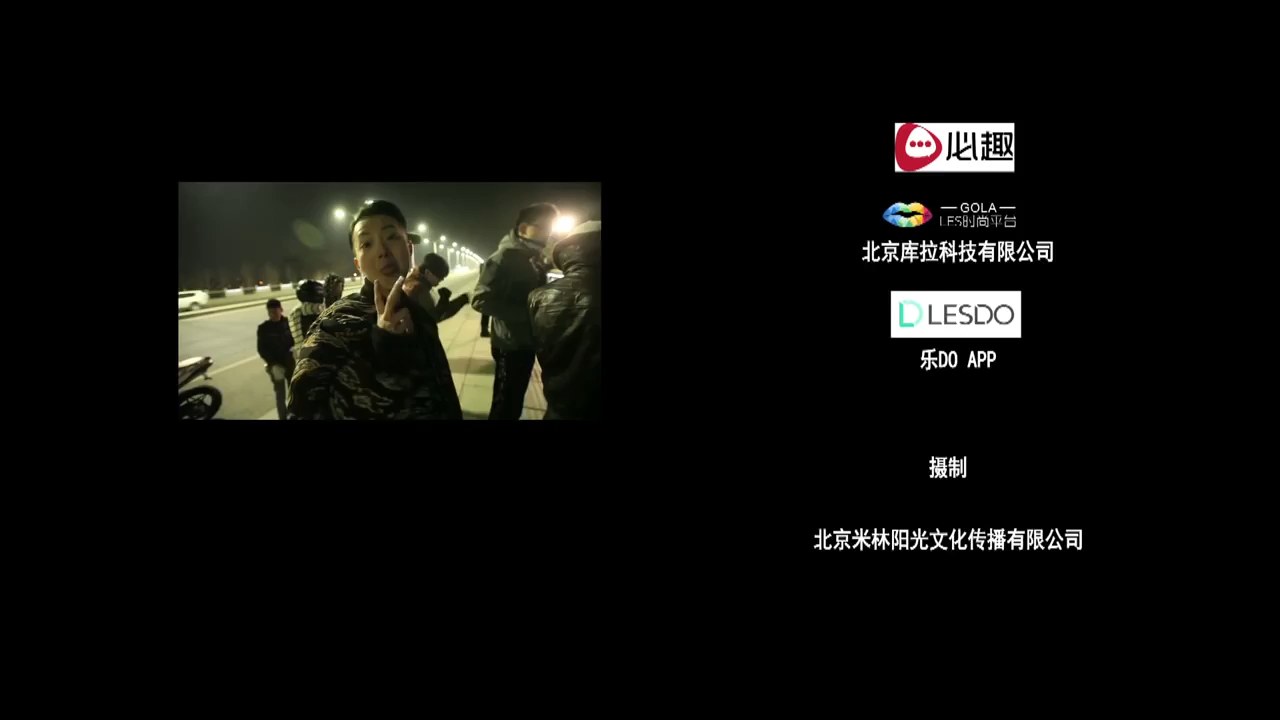 必趣
GOLA
LES时尚平台
北京库拉科技有限公司
LESDO
乐DO APP
摄制
北京米林阳光文化传播有限公司